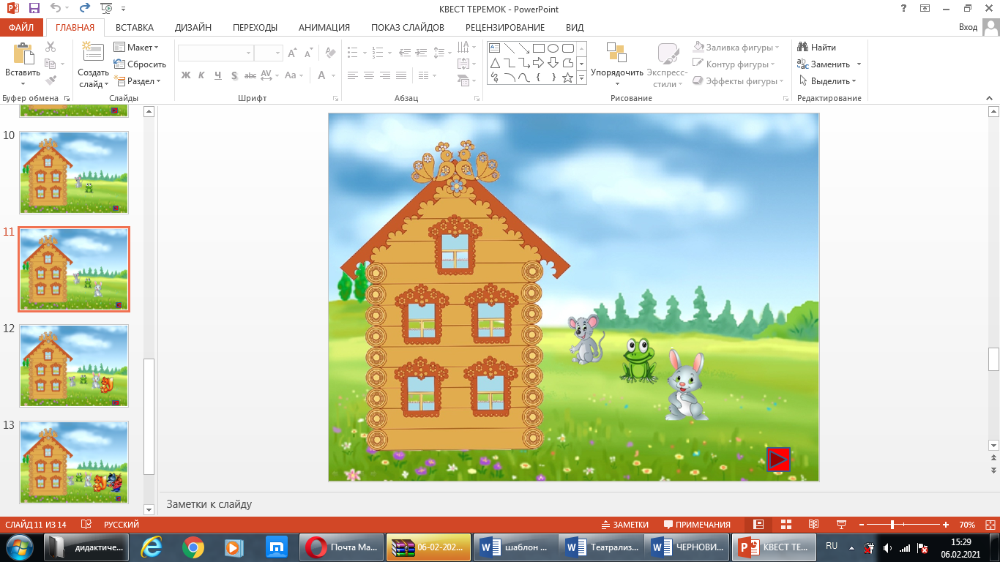 КВЕСТ ТЕРЕМОК - PowerPoint
ФАЙЛ ГЛАВНАЯ ВСТАВКА ДИЗАЙН ПЕРЕХОДЫ АНИМАЦИЯ ПОКАЗ СЛАЙДОВ РЕЦЕНЗИРОВАНИЕ ВИД Вход
Вставить
Создать слайд
Макет
Сбросить
Раздел
Ж К Ч S abc AV Aa A
Упорядочить
Экспресс-стили
Заливка фигуры
Контур фигуры
Эффекты фигуры
Найти
Заменить
Выделить
Буфер обмена Слайды Шрифт Абзац Рисование Редактирование
10
11
12
13
Заметки к слайду
СЛАЙД 11 ИЗ 14 РУССКИЙ ЗАМЕТКИ ПРИМЕЧАНИЯ 70%
дидактиче... Почта Ma... 06-02-202... шаблон ... Театрализ... ЧЕРНОВИ... КВЕСТ ТЕ... RU 15:29
06.02.2021